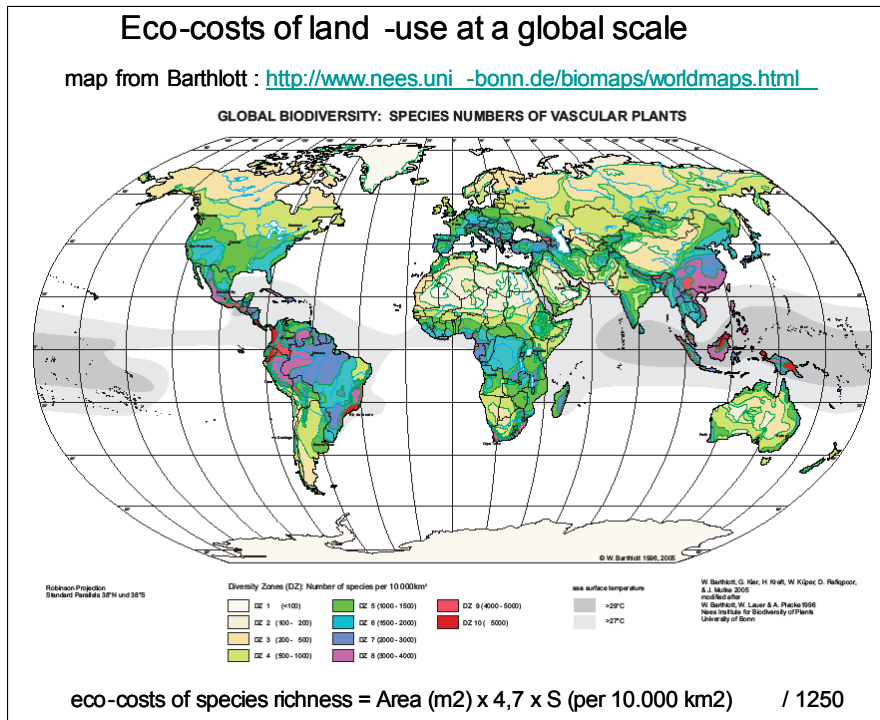 Eco-costs of land -use at a global scale
map from Barthlott : http://www.nees.uni -bonn.de/biomaps/worldmaps.html
GLOBAL BIODIVERSITY: SPECIES NUMBERS OF VASCULAR PLANTS
© W. Barthlott 1996, 2005
Robinson Projection
Standard Parallels 38°N und 38°S
Diversity Zones (DZ): Number of species per 10 000km²
DZ 1 (<100)
DZ 2 (100 - 200)
DZ 3 (200 - 500)
DZ 4 (500 - 1000)
DZ 5 (1000 - 1500)
DZ 6 (1500 - 2000)
DZ 7 (2000 - 3000)
DZ 8 (3000 - 4000)
DZ 9 (4000 - 5000)
DZ 10 ( 5000)
sea surface temperature
>29°C
>27°C
W. Barthlott, G. Kier, H. Kreft, W. Küper, D. Rafiqpoor,
& J. Mutke 2005
modified after
W. Barthlott, W. Lauer & A. Placke 1996
Nees Institute for Biodiversity of Plants
University of Bonn
eco-costs of species richness = Area (m2) x 4,7 x S (per 10.000 km2) / 1250